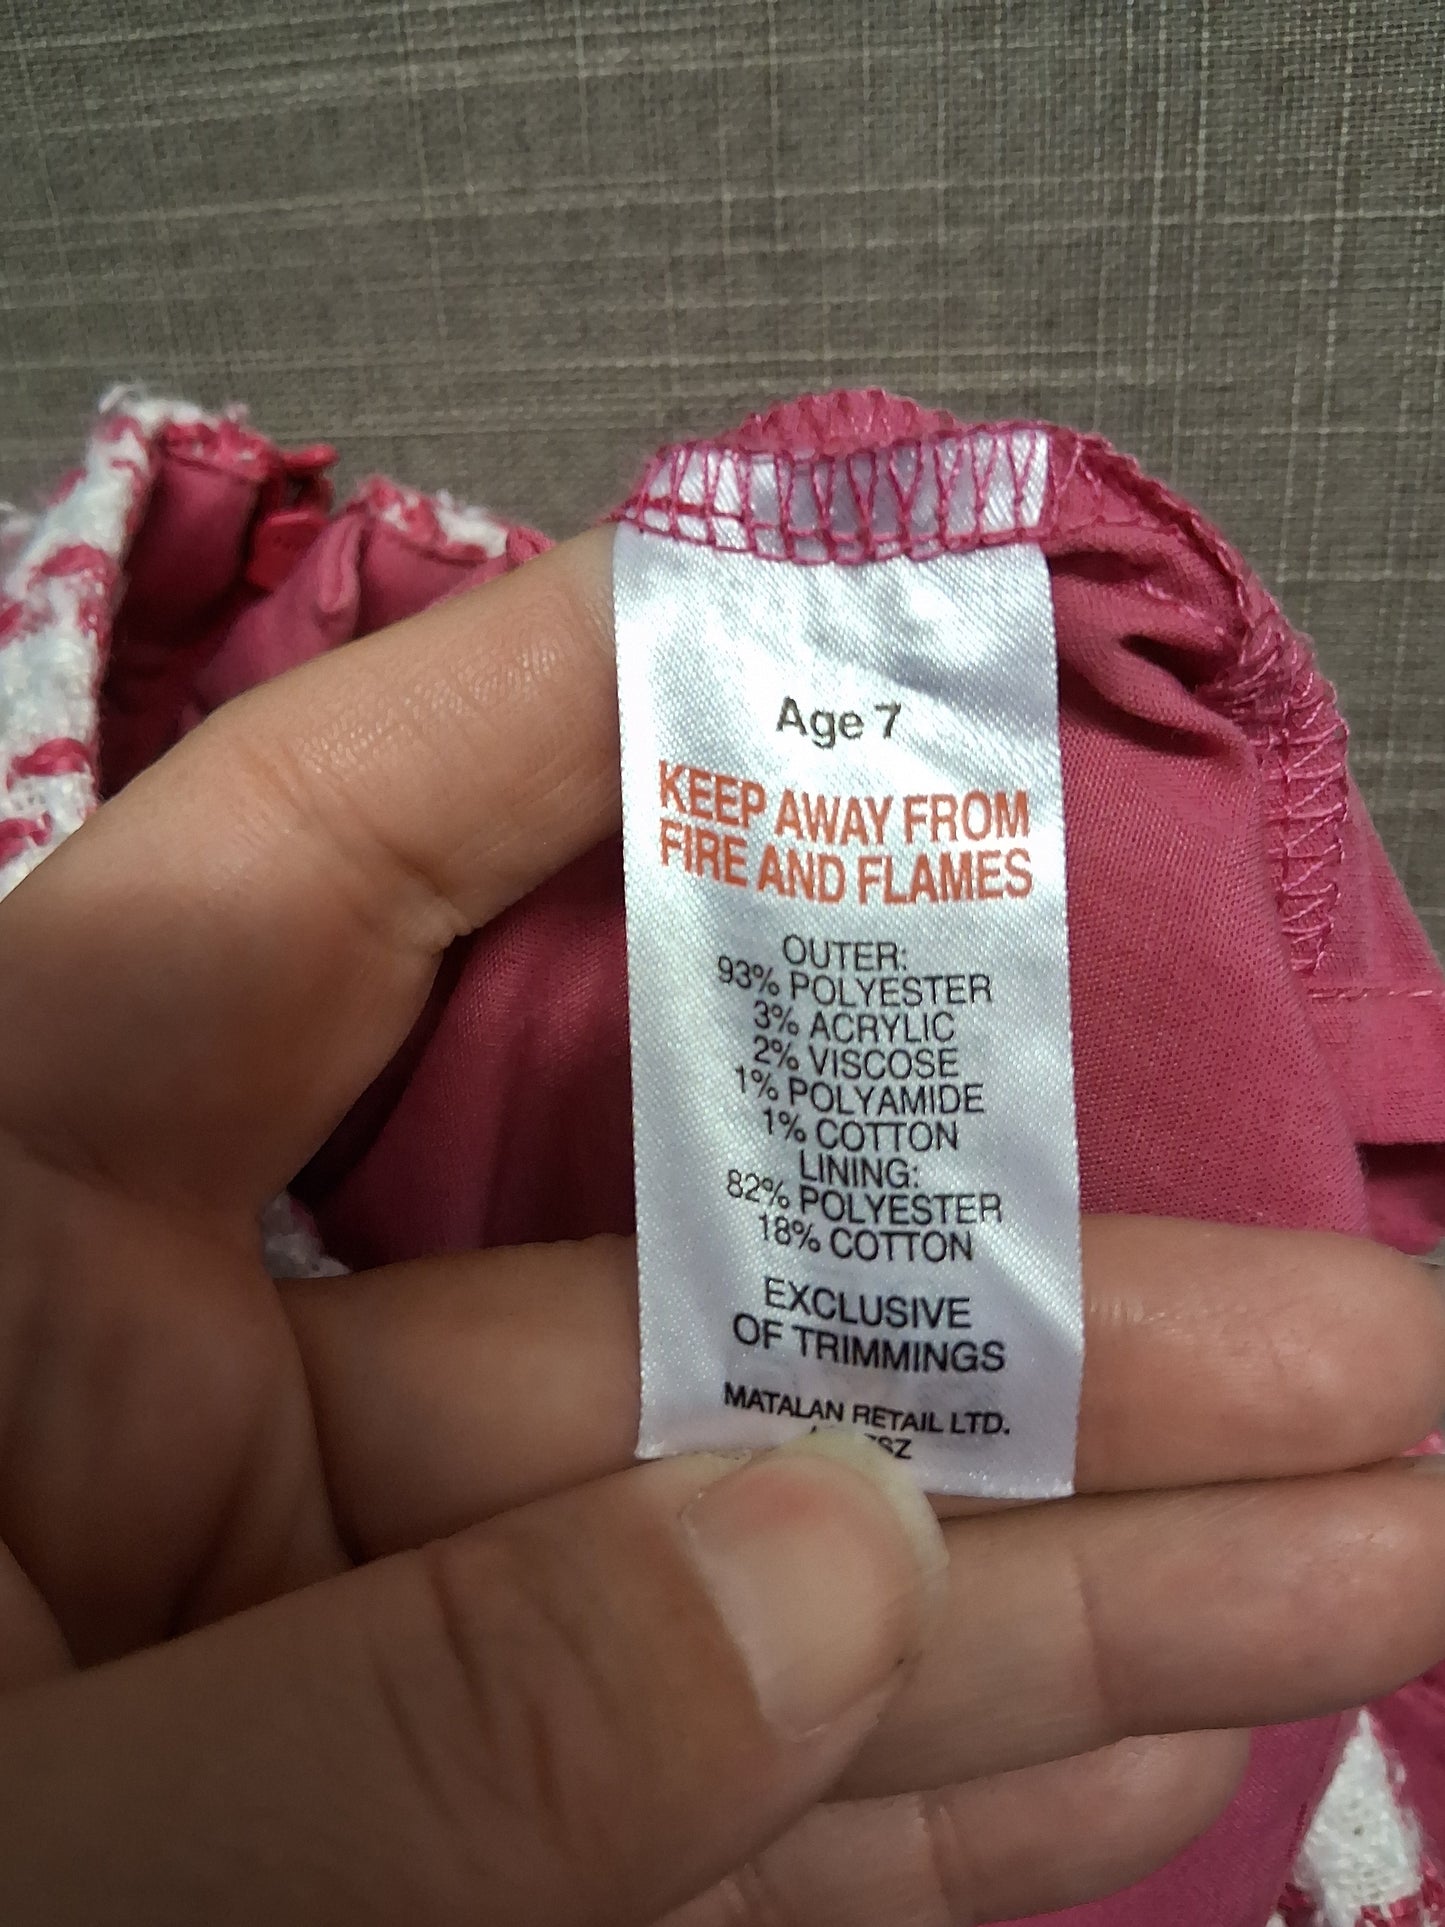 Age 7
KEEP AWAY FROM
FIRE AND FLAMES
OUTER:
93% POLYESTER
3% ACRYLIC
2% VISCOSE
1% POLYAMIDE
1% COTTON
LINING:
82% POLYESTER
18% COTTON
EXCLUSIVE
OF TRIMMINGS
MATALAN RETAIL LTD.